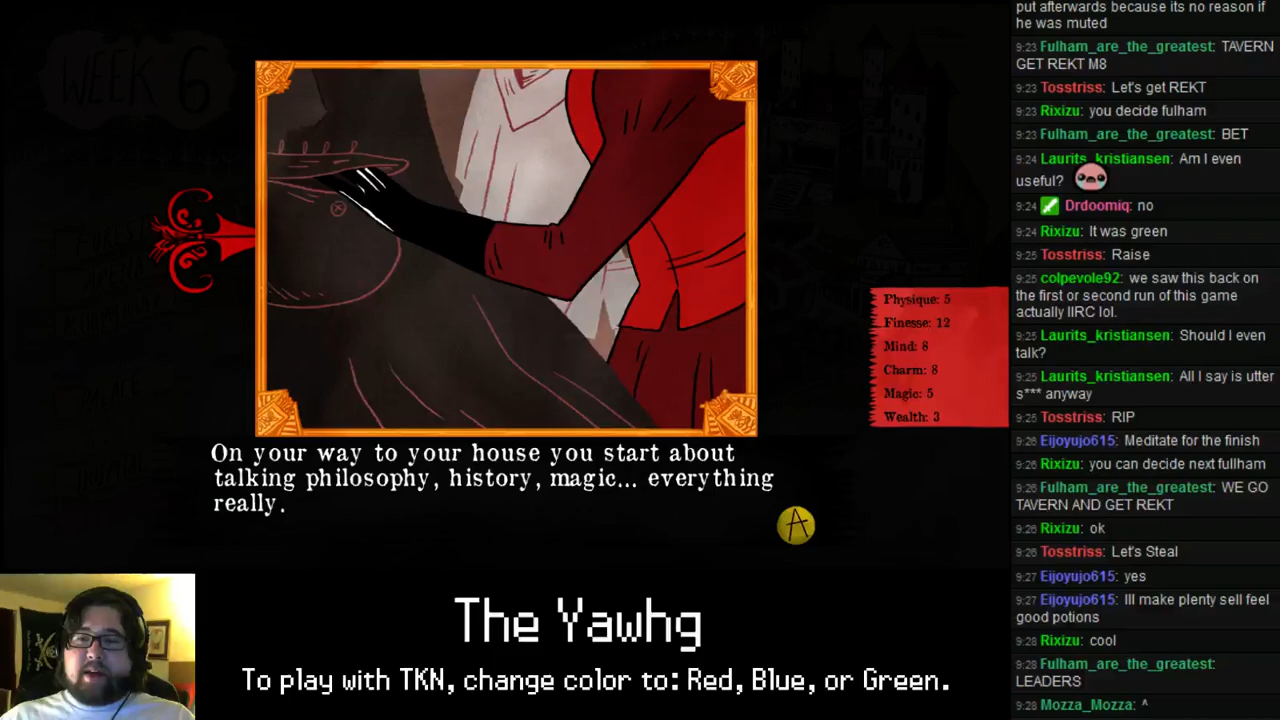 WEEK 6
FOREST
ARENA
PALACE
HOSPITAL
Physique: 5
Finesse: 12
Mind: 8
Charm: 8
Magic: 5
Wealth: 3
On your way to your house you start about
talking philosophy, history, magic... everything
really.
A
The Yawhg
To play with TKN, change color to: Red, Blue, or Green.
put afterwards because its no reason if
he was muted
9:23 Fulham_are_the_greatest: TAVERN
GET REKT M8
9:23 Tosstriss: Let's get REKT
9:23 Rixizu: you decide fulham
9:23 Fulham_are_the_greatest: BET
9:24 Laurits_kristiansen: Am I even
useful?
9:24 Drdoomiq: no
9:24 Rixizu: It was green
9:25 Tosstriss: Raise
9:25 colpevole92: we saw this back on
the first or second run of this game
actually IIRC lol.
9:25 Laurits_kristiansen: Should I even
talk?
9:25 Laurits_kristiansen: All I say is utter
s*** anyway
9:25 Tosstriss: RIP
9:26 Eijoyujo615: Meditate for the finish
9:26 Rixizu: you can decide next fullham
9:26 Fulham_are_the_greatest: WE GO
TAVERN AND GET REKT
9:26 Rixizu: ok
9:26 Tosstriss: Let's Steal
9:27 Eijoyujo615: yes
9:27 Eijoyujo615: Ill make plenty sell feel
good potions
9:28 Rixizu: cool
9:28 Fulham_are_the_greatest:
LEADERS
9:28 Mozza_Mozza: ^